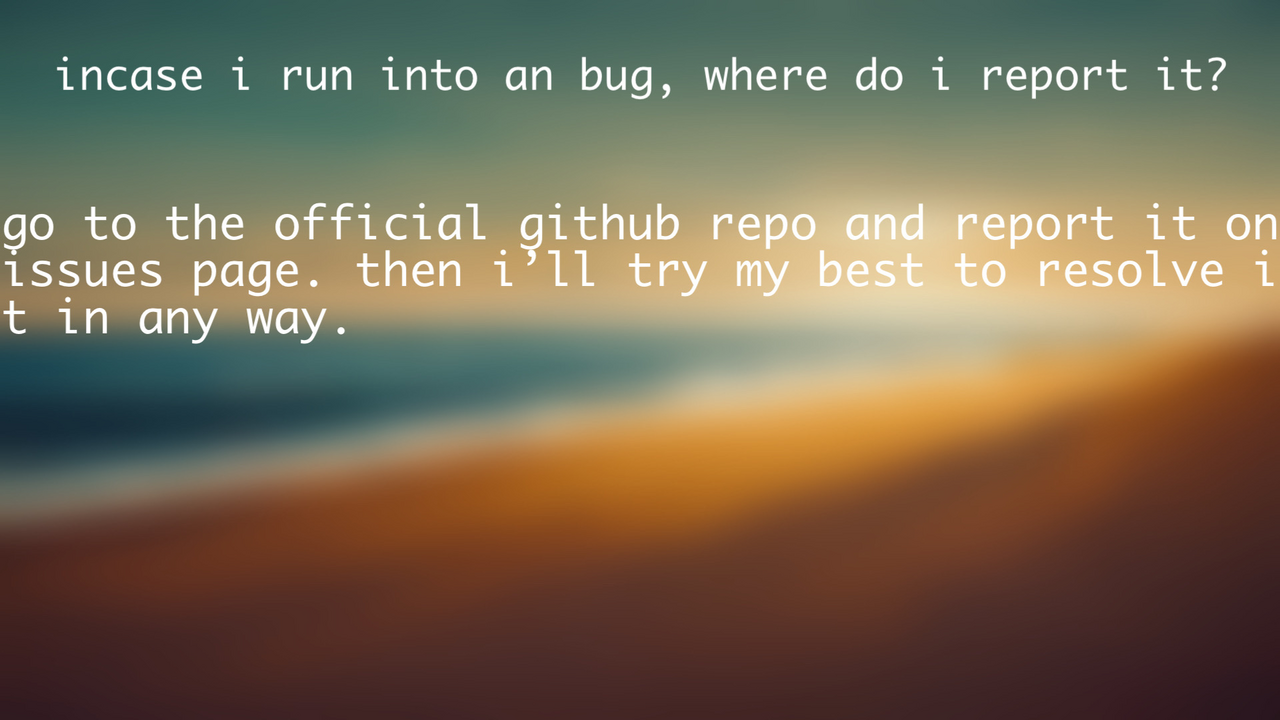 incase i run into an bug, where do i report it?
go to the official github repo and report it on
issues page. then i’ll try my best to resolve i
t in any way.